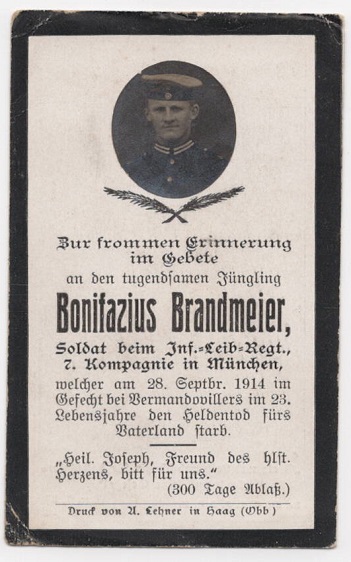 Zur frommen Erinnerung
im Gebete
an den tugendsamen Jüngling
Bonifazius Brandmeier,
Soldat beim Inf.-Leib-Regt.,
7. Kompagnie in München,
welcher am 28. Septbr. 1914 im
Gefecht bei Vermandovillers im 23.
Lebensjahre den Heldentod fürs
Vaterland starb.
„Heil. Joseph, Freund des hlst.
Herzens, bitt für uns.“
(300 Tage Ablaß.)
Druck von A. Lehner in Haag (Obb)